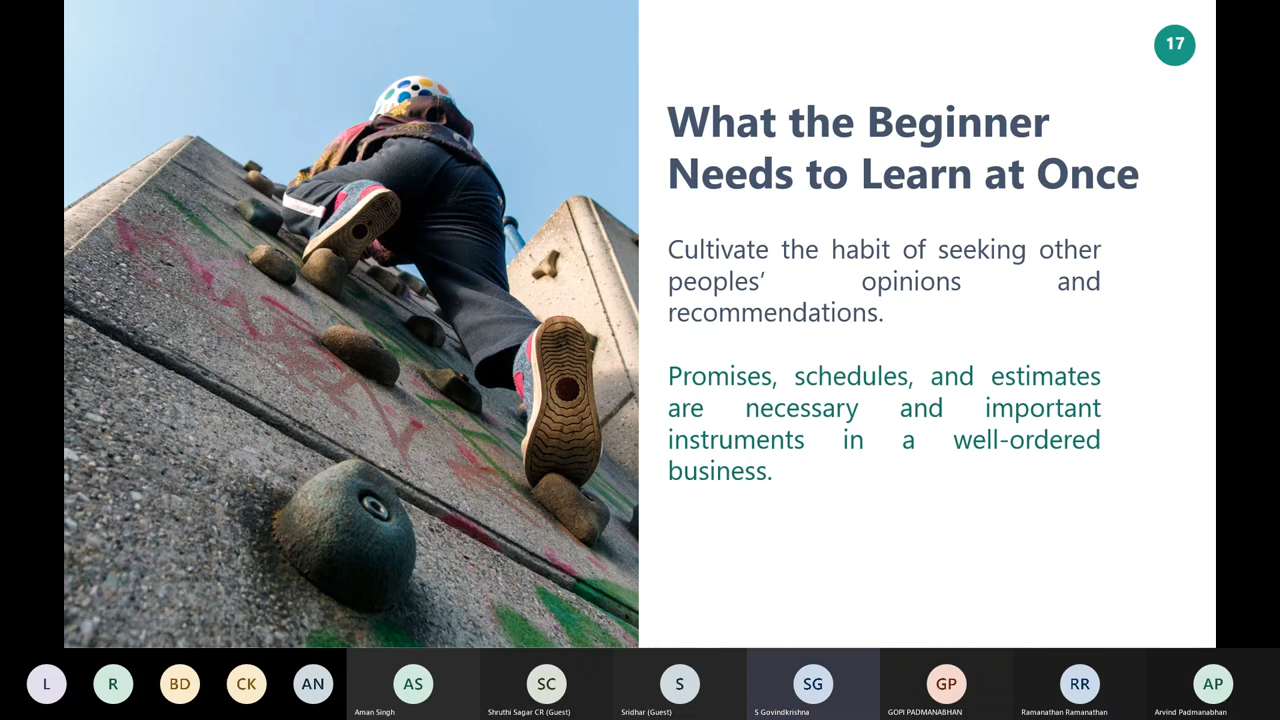 17
What the Beginner
Needs to Learn at Once
Cultivate the habit of seeking other
peoples’ opinions and
recommendations.
Promises, schedules, and estimates
are necessary and important
instruments in a well-ordered
business.
L R BD CK AN AS SC S SG GP RR AP
Aman Singh Shruthi Sagar CR (Guest) Sridhar (Guest) S Govindkrishna GOPI PADMANABHAN Ramanathan Ramanathan Arvind Padmanabhan